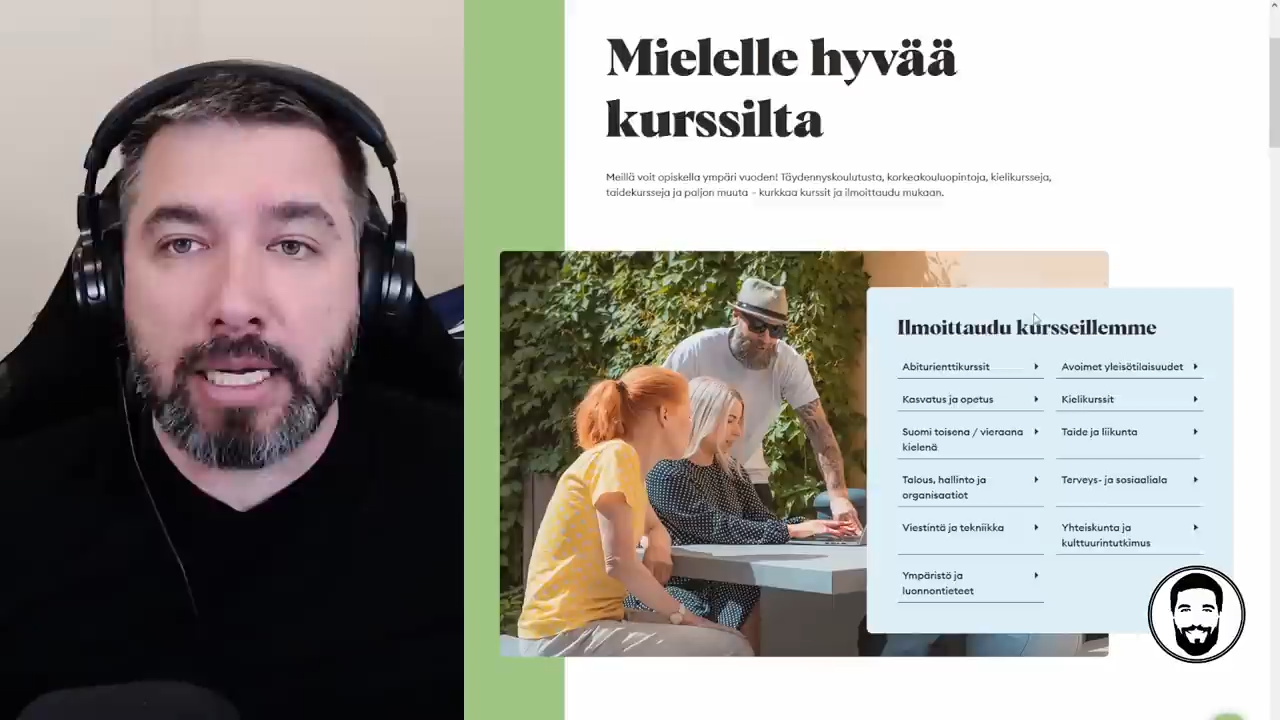 Mielelle hyvää
kurssilta
Meillä voit opiskella ympäri vuoden! Täydennyskoulutusta, korkeakouluopintoja, kielikursseja,
taidekursseja ja paljon muuta – kurkkaa kurssit ja ilmoittaudu mukaan.
Ilmoittaudu kursseillemme
Abiturienttikurssit
Avoimet yleisötilaisuudet
Kasvatus ja opetus
Kielikurssit
Suomi toisena / vieraana
kielenä
Taide ja liikunta
Talous, hallinto ja
organisaatiot
Terveys- ja sosiaaliala
Viestintä ja tekniikka
Yhteiskunta ja
kulttuurintutkimus
Ympäristö ja
luonnontieteet